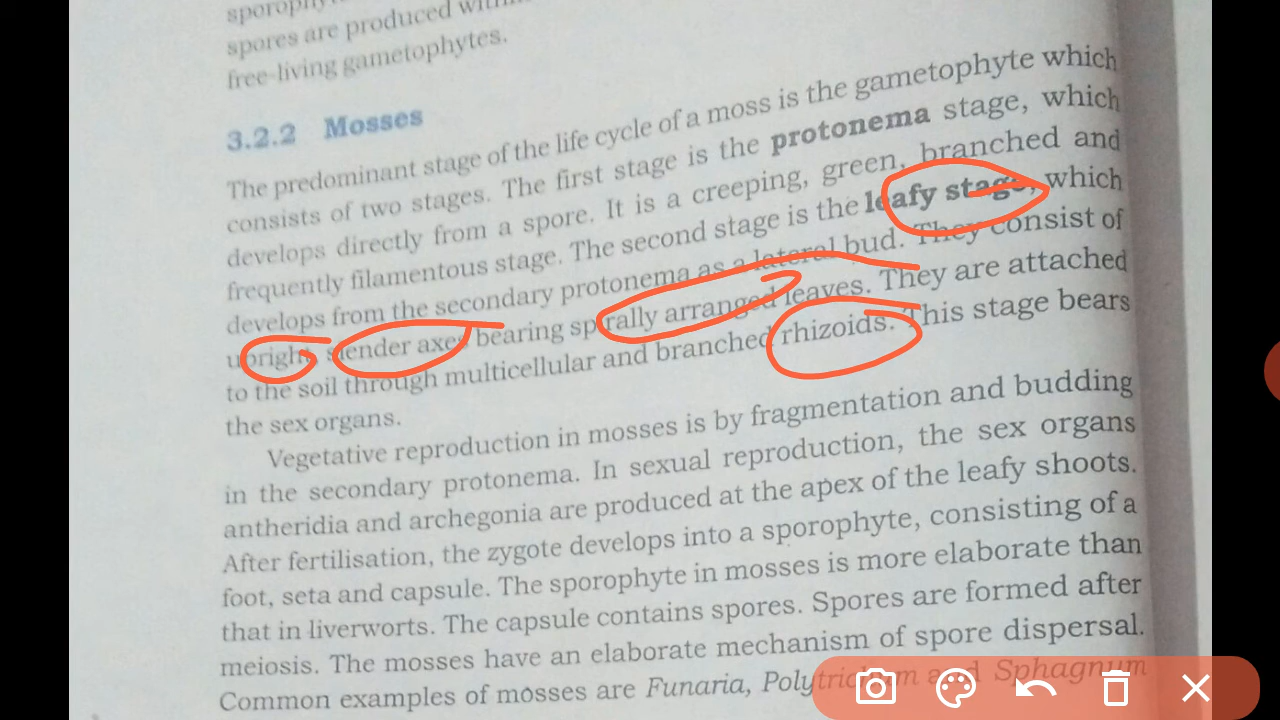 spores are produced
free-living gametophytes.
3.2.2 Mosses
The predominant stage of the life cycle of a moss is the gametophyte which
consists of two stages. The first stage is the protonema stage, which
develops directly from a spore. It is a creeping, green, branched and
frequently filamentous stage. The second stage is the leafy stage, which
develops from the secondary protonema as a lateral bud. They consist of
upright, slender axes bearing spirally arranged leaves. They are attached
to the soil through multicellular and branched rhizoids. This stage bears
the sex organs.
Vegetative reproduction in mosses is by fragmentation and budding
in the secondary protonema. In sexual reproduction, the sex organs
antheridia and archegonia are produced at the apex of the leafy shoots.
After fertilisation, the zygote develops into a sporophyte, consisting of a
foot, seta and capsule. The sporophyte in mosses is more elaborate than
that in liverworts. The capsule contains spores. Spores are formed after
meiosis. The mosses have an elaborate mechanism of spore dispersal.
Common examples of mosses are Funaria, Polytrichum and Sphagnum